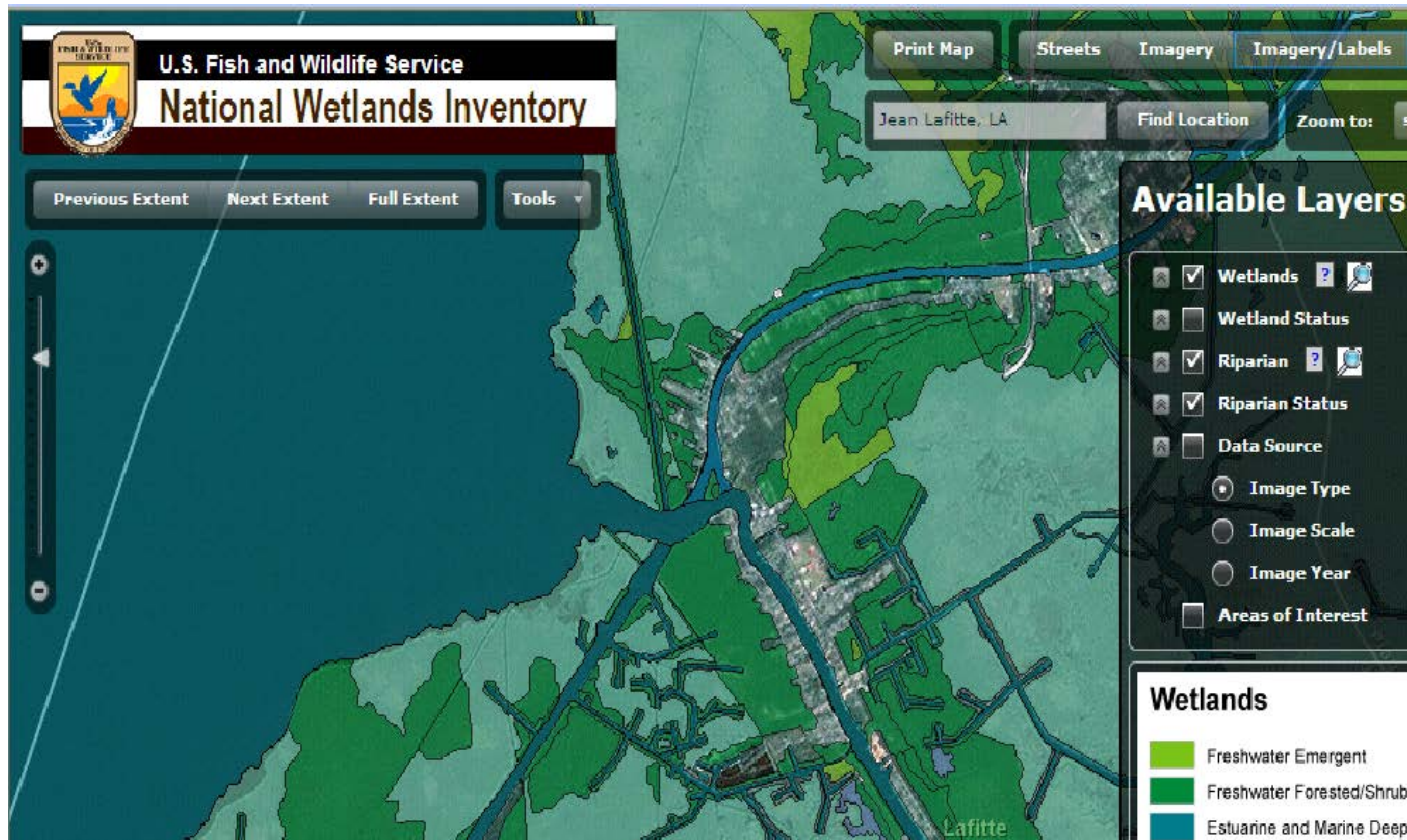 U.S. Fish and Wildlife Service
National Wetlands Inventory
Print Map
Streets
Imagery
Imagery/Labels
Jean Lafitte, LA
Find Location
Zoom to:
s
Previous Extent
Next Extent
Full Extent
Tools
Available Layers
Wetlands ?
Wetland Status
Riparian ?
Riparian Status
Data Source
Image Type
Image Scale
Image Year
Areas of Interest
Wetlands
Freshwater Emergent
Freshwater Forested/Shrub
Estuarine and Marine Deep
Lafitte